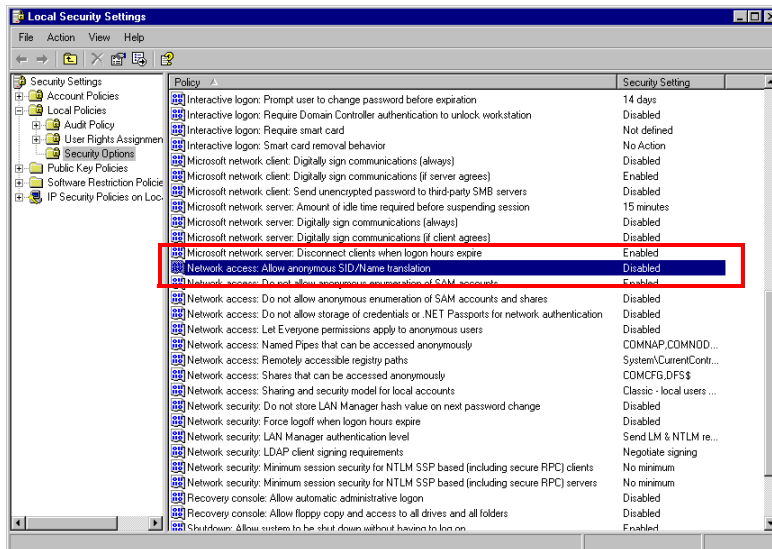 Local Security Settings
File Action View Help
Security Settings
Account Policies
Local Policies
Audit Policy
User Rights Assignmen
Security Options
Public Key Policies
Software Restriction Policie
IP Security Policies on Loc
Policy Security Setting
Interactive logon: Prompt user to change password before expiration 14 days
Interactive logon: Require Domain Controller authentication to unlock workstation Disabled
Interactive logon: Require smart card Not defined
Interactive logon: Smart card removal behavior No Action
Microsoft network client: Digitally sign communications (always) Disabled
Microsoft network client: Digitally sign communications (if server agrees) Enabled
Microsoft network client: Send unencrypted password to third-party SMB servers Disabled
Microsoft network server: Amount of idle time required before suspending session 15 minutes
Microsoft network server: Digitally sign communications (always) Disabled
Microsoft network server: Digitally sign communications (if client agrees) Disabled
Microsoft network server: Disconnect clients when logon hours expire Enabled
Network access: Allow anonymous SID/Name translation Disabled
Network access: Do not allow anonymous enumeration of SAM accounts Enabled
Network access: Do not allow anonymous enumeration of SAM accounts and shares Disabled
Network access: Do not allow storage of credentials or .NET Passports for network authentication Disabled
Network access: Let Everyone permissions apply to anonymous users Disabled
Network access: Named Pipes that can be accessed anonymously COMNAP,COMNOD...
Network access: Remotely accessible registry paths System\CurrentContr...
Network access: Shares that can be accessed anonymously COMCFG,DFS$
Network access: Sharing and security model for local accounts Classic - local users ...
Network security: Do not store LAN Manager hash value on next password change Disabled
Network security: Force logoff when logon hours expire Disabled
Network security: LAN Manager authentication level Send LM & NTLM re...
Network security: LDAP client signing requirements Negotiate signing
Network security: Minimum session security for NTLM SSP based (including secure RPC) clients No minimum
Network security: Minimum session security for NTLM SSP based (including secure RPC) servers No minimum
Recovery console: Allow automatic administrative logon Disabled
Recovery console: Allow floppy copy and access to all drives and all folders Disabled
Shutdown: Allow system to be shut down without having to log on Enabled